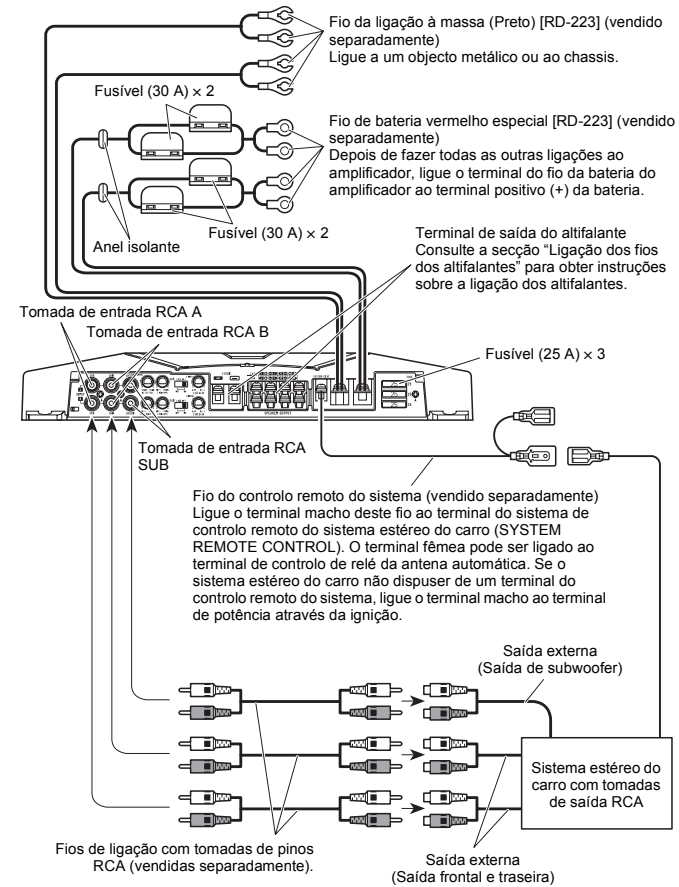 Fio da ligação à massa (Preto) [RD-223] (vendido
separadamente)
Ligue a um objecto metálico ou ao chassis.
Fusível (30 A) × 2
Fio de bateria vermelho especial [RD-223] (vendido
separadamente)
Depois de fazer todas as outras ligações ao
amplificador, ligue o terminal do fio da bateria do
amplificador ao terminal positivo (+) da bateria.
Fusível (30 A) × 2
Anel isolante
Terminal de saída do altifalante
Consulte a secção “Ligação dos fios
dos altifalantes” para obter instruções
sobre a ligação dos altifalantes.
Tomada de entrada RCA A
Tomada de entrada RCA B
Fusível (25 A) × 3
SPEAKER OUTPUT
Tomada de entrada RCA
SUB
Fio do controlo remoto do sistema (vendido separadamente)
Ligue o terminal macho deste fio ao terminal do sistema de
controlo remoto do sistema estéreo do carro (SYSTEM
REMOTE CONTROL). O terminal fêmea pode ser ligado ao
terminal de controlo de relé da antena automática. Se o
sistema estéreo do carro não dispuser de um terminal do
controlo remoto do sistema, ligue o terminal macho ao terminal
de potência através da ignição.
Saída externa
(Saída de subwoofer)
Sistema estéreo do
carro com tomadas
de saída RCA
Fios de ligação com tomadas de pinos
RCA (vendidas separadamente).
Saída externa
(Saída frontal e traseira)